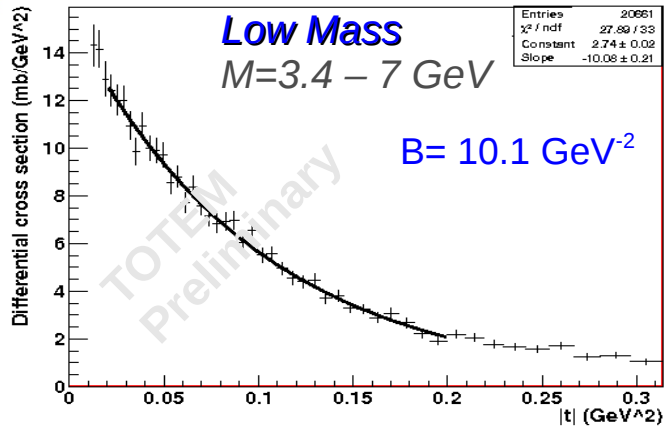 Low Mass
M=3.4 – 7 GeV
B= 10.1 GeV-2
Entries 20661
χ² / ndf 27.89 / 33
Constant 2.74 ± 0.02
Slope -10.08 ± 0.21
TOTEM
Preliminary
Differential cross section (mb/GeV^2)
14
12
10
8
6
4
2
0
0 0.05 0.1 0.15 0.2 0.25 0.3
|t| (GeV^2)